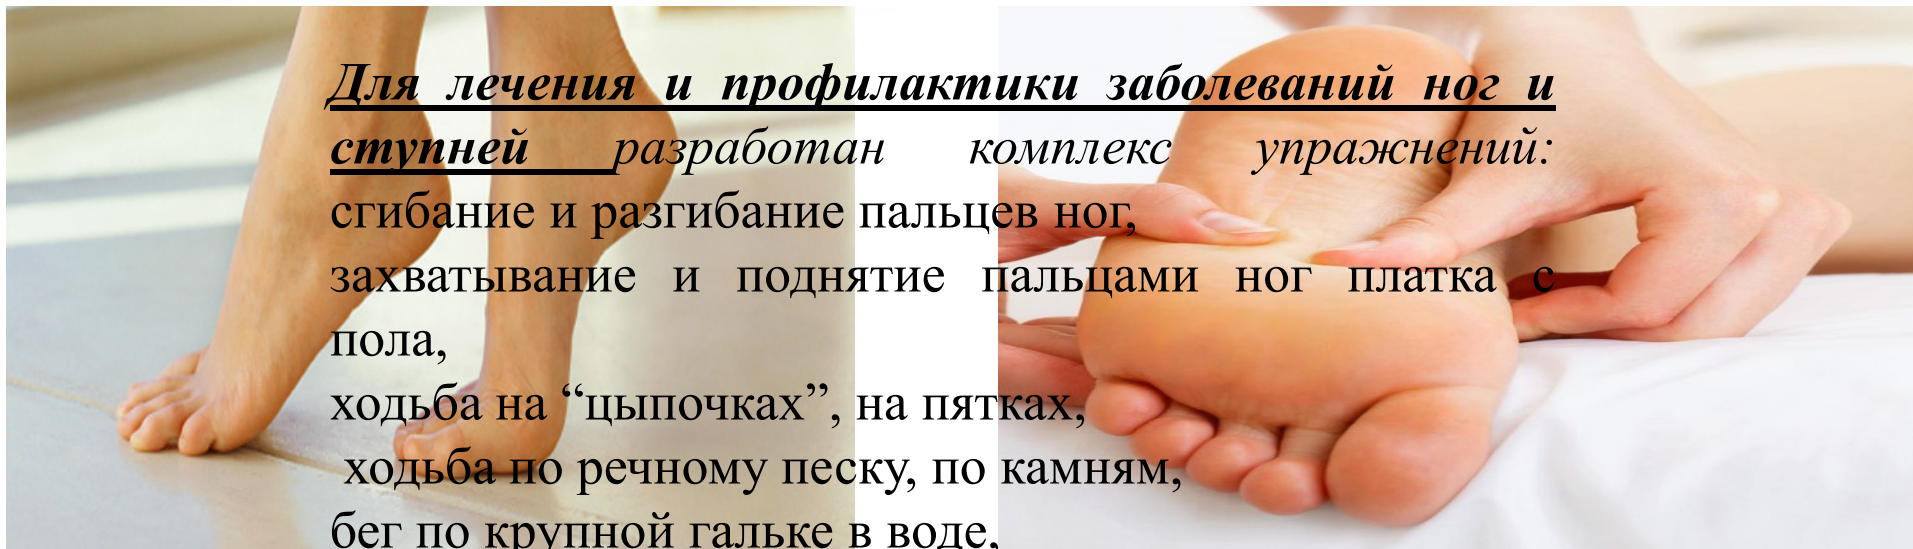 Для лечения и профилактики заболеваний ног и
ступней разработан комплекс упражнений:
сгибание и разгибание пальцев ног,
захватывание и поднятие пальцами ног платка с
пола,
ходьба на “цыпочках”, на пятках,
ходьба по речному песку, по камням,
бег по крупной гальке в воде,